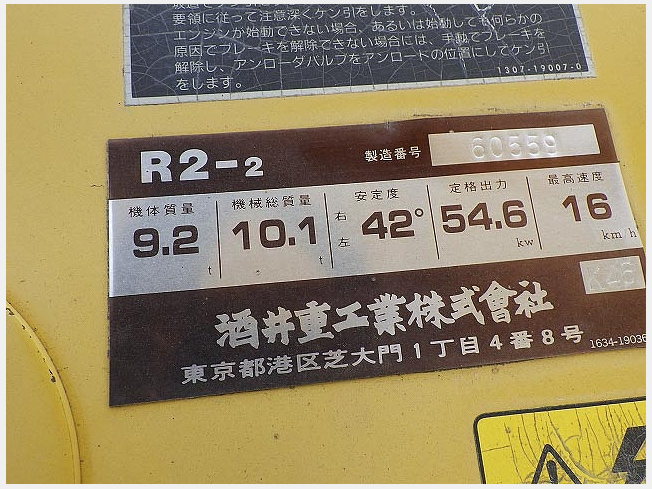 要領に従って注意深くケン引をします。
エンジンが始動できない場合、あるいは始動しても何らかの
原因でブレーキを解除できない場合には、手動でブレーキを
解除し、アンローダバルブをアンロードの位置にしてケン引
をします。
1307-19007-0
R2-2 製造番号 60559
機体質量 機械総質量 安定度 定格出力 最高速度
9.2 t 10.1 t 右 左 42° 54.6 kw 16 km/h
酒井重工業株式會社
東京都港区芝大門1丁目4番8号 1634-19036